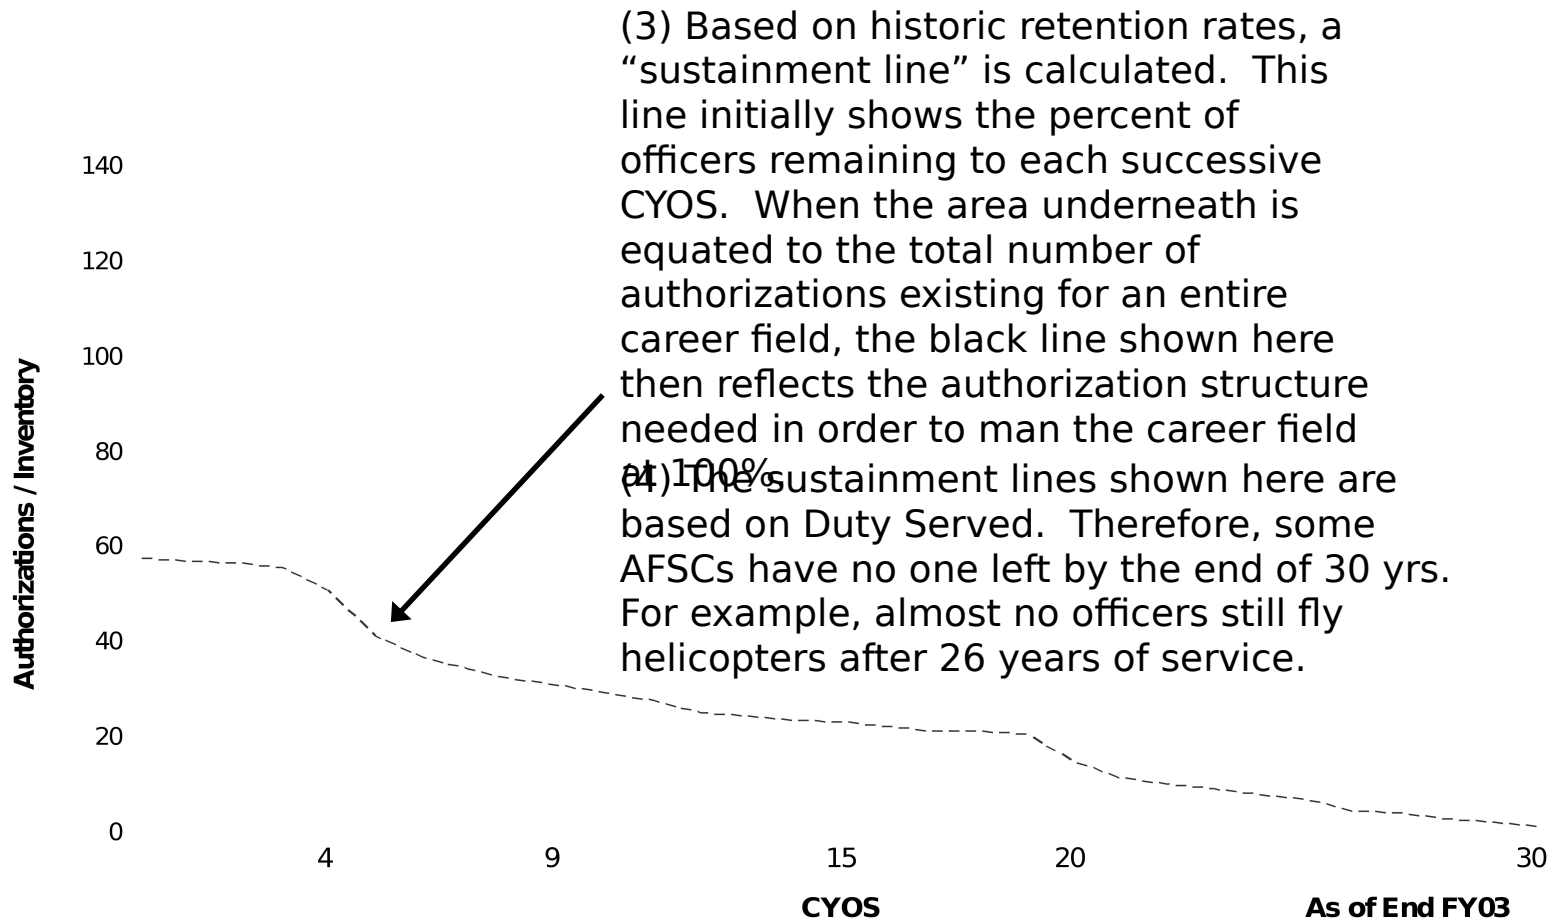 (3) Based on historic retention rates, a
“sustainment line” is calculated.  This
line initially shows the percent of
officers remaining to each successive
CYOS.  When the area underneath is
equated to the total number of
authorizations existing for an entire
career field, the black line shown here
then reflects the authorization structure
needed in order to man the career field
at 100%.
(4) The sustainment lines shown here are
based on Duty Served.  Therefore, some
AFSCs have no one left by the end of 30 yrs.
For example, almost no officers still fly
helicopters after 26 years of service.
Authorizations / Inventory
140
120
100
80
60
40
20
0
4 9 15 20 30
CYOS
As of End FY03